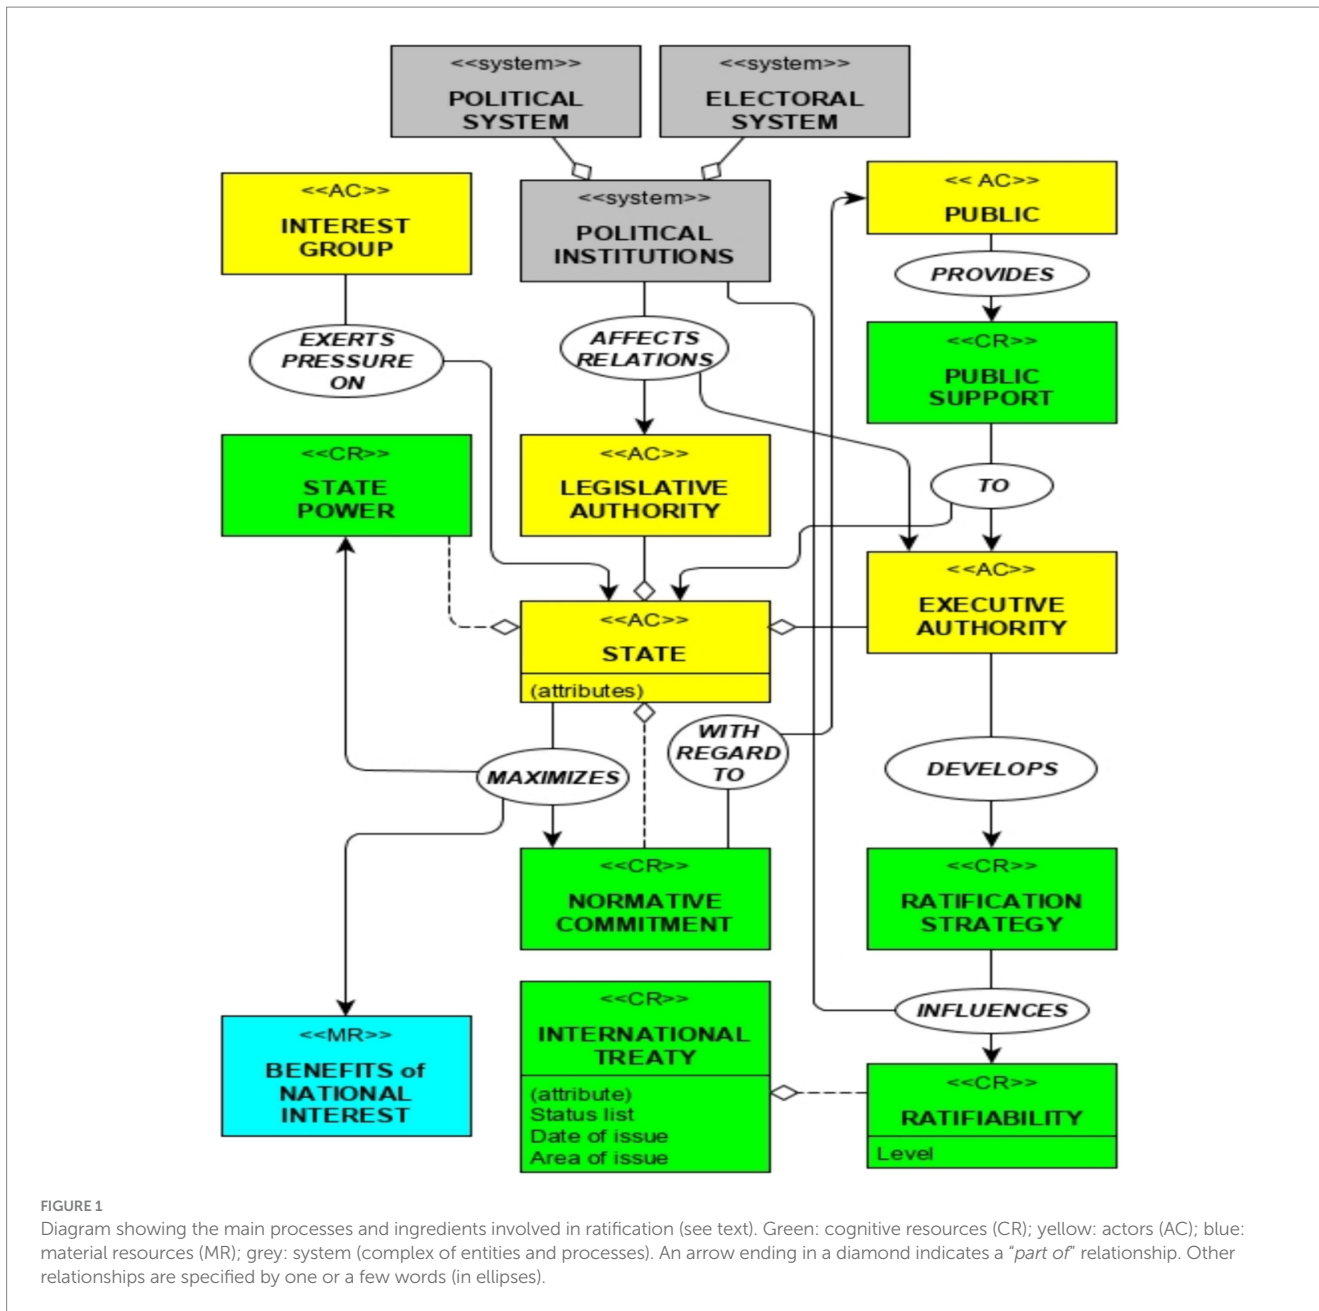 <<system>>
POLITICAL
SYSTEM
<<system>>
ELECTORAL
SYSTEM
<<AC>>
INTEREST
GROUP
<<system>>
POLITICAL
INSTITUTIONS
<< AC>>
PUBLIC
PROVIDES
EXERTS
PRESSURE
ON
AFFECTS
RELATIONS
<<CR>>
PUBLIC
SUPPORT
<<CR>>
STATE
POWER
<<AC>>
LEGISLATIVE
AUTHORITY
TO
<<AC>>
EXECUTIVE
AUTHORITY
<<AC>>
STATE
(attributes)
MAXIMIZES
WITH
REGARD
TO
DEVELOPS
<<CR>>
NORMATIVE
COMMITMENT
<<CR>>
RATIFICATION
STRATEGY
INFLUENCES
<<MR>>
BENEFITS of
NATIONAL
INTEREST
<<CR>>
INTERNATIONAL
TREATY
(attribute)
Status list
Date of issue
Area of issue
<<CR>>
RATIFIABILITY
Level
FIGURE 1
Diagram showing the main processes and ingredients involved in ratification (see text). Green: cognitive resources (CR); yellow: actors (AC); blue:
material resources (MR); grey: system (complex of entities and processes). An arrow ending in a diamond indicates a "part of" relationship. Other
relationships are specified by one or a few words (in ellipses).